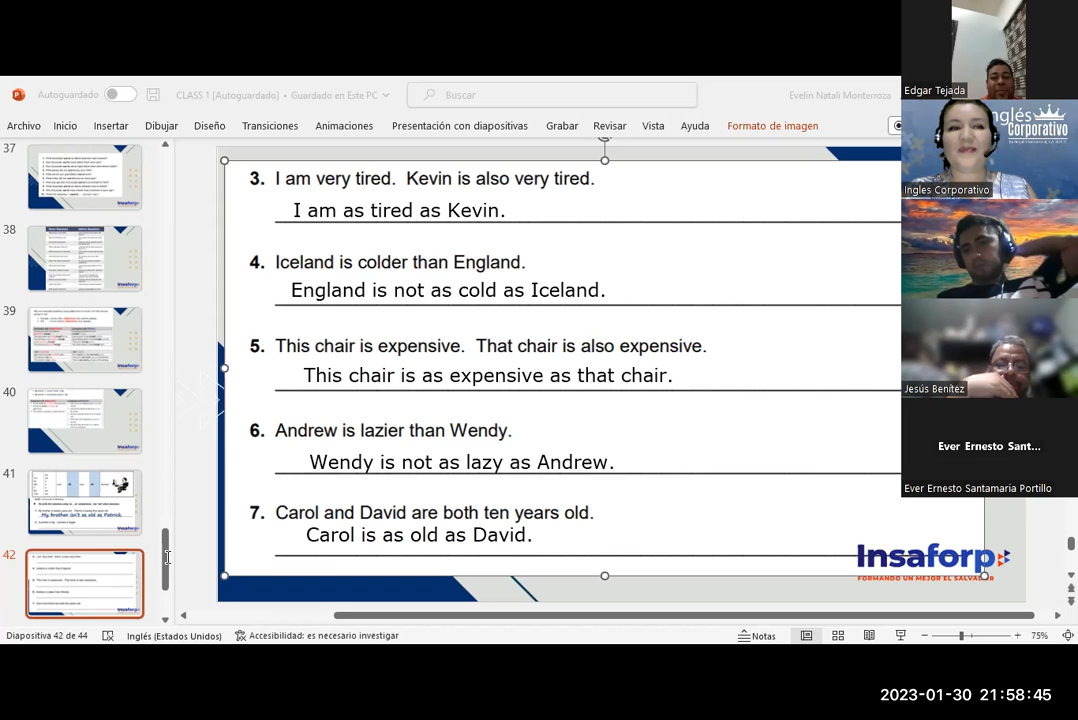 Edgar Tejada
Autoguardado
CLASS 1 [Autoguardado] • Guardado en Este PC
Buscar
Evelin Natali Monterroza
Archivo Inicio Insertar Dibujar Diseño Transiciones Animaciones Presentación con diapositivas Grabar Revisar Vista Ayuda Formato de imagen
Inglés
Corporativo
Ingles Corporativo
37
38
39
40
41
My brother isn't as old as Patrick.
42
3. I am very tired. Kevin is also very tired.
I am as tired as Kevin.
4. Iceland is colder than England.
England is not as cold as Iceland.
5. This chair is expensive. That chair is also expensive.
This chair is as expensive as that chair.
6. Andrew is lazier than Wendy.
Wendy is not as lazy as Andrew.
7. Carol and David are both ten years old.
Carol is as old as David.
Insaforp
FORMANDO UN MEJOR EL SALVADOR
Jesús Benítez
Ever Ernesto Sant...
Ever Ernesto Santamaria Portillo
Diapositiva 42 de 44 Inglés (Estados Unidos) Accesibilidad: es necesario investigar Notas 75%
2023-01-30 21:58:45